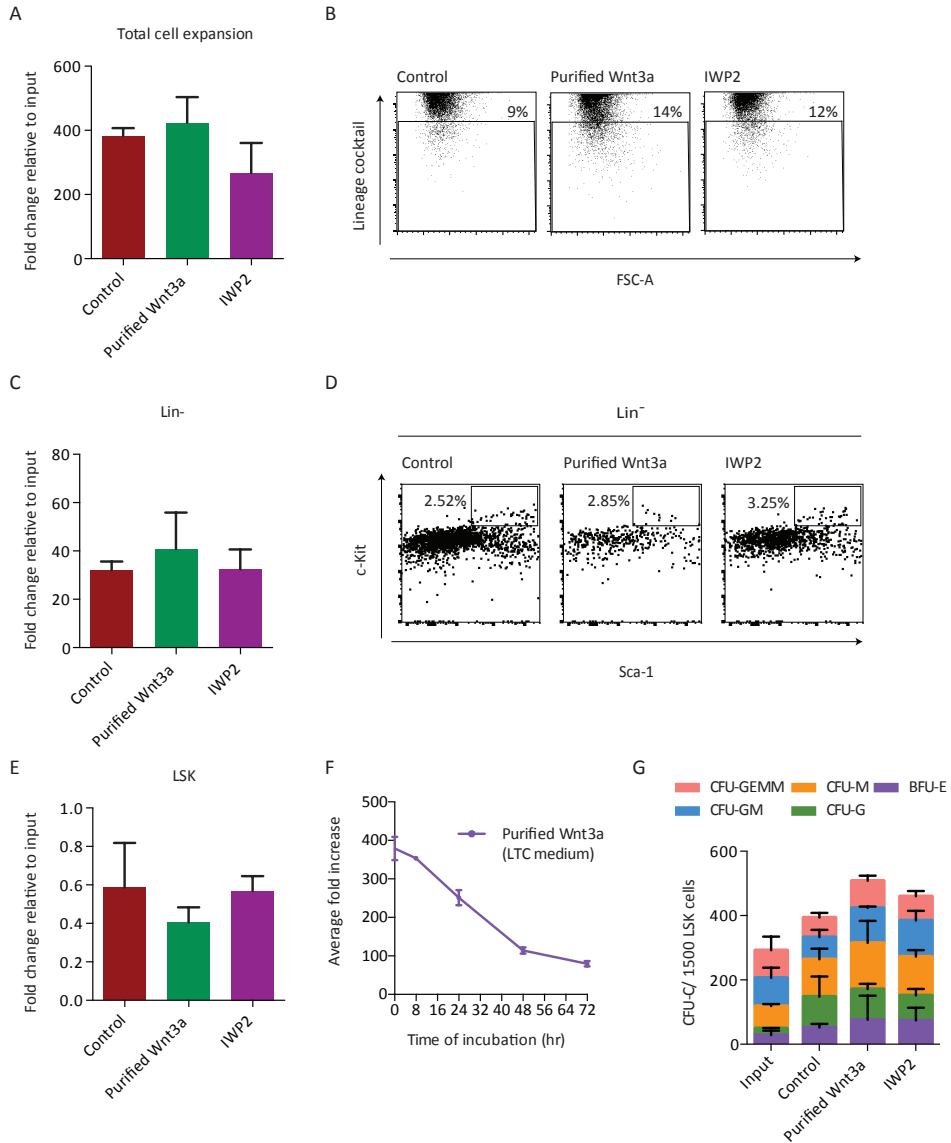 A
Total cell expansion
Fold change relative to input
600
400
200
0
Control
Purified Wnt3a
IWP2
B
Control
Purified Wnt3a
IWP2
9%
14%
12%
Lineage cocktail
FSC-A
C
Lin-
Fold change relative to input
80
60
40
20
0
Control
Purified Wnt3a
IWP2
D
Lin⁻
Control
Purified Wnt3a
IWP2
2.52%
2.85%
3.25%
c-Kit
Sca-1
E
LSK
Fold change relative to input
1.0
0.8
0.6
0.4
0.2
0.0
Control
Purified Wnt3a
IWP2
F
Average fold increase
500
400
300
200
100
0
Purified Wnt3a
(LTC medium)
0 8 16 24 32 40 48 56 64 72
Time of incubation (hr)
G
CFU-GEMM CFU-M BFU-E
CFU-GM CFU-G
CFU-C/ 1500 LSK cells
600
400
200
0
Input
Control
Purified Wnt3a
IWP2